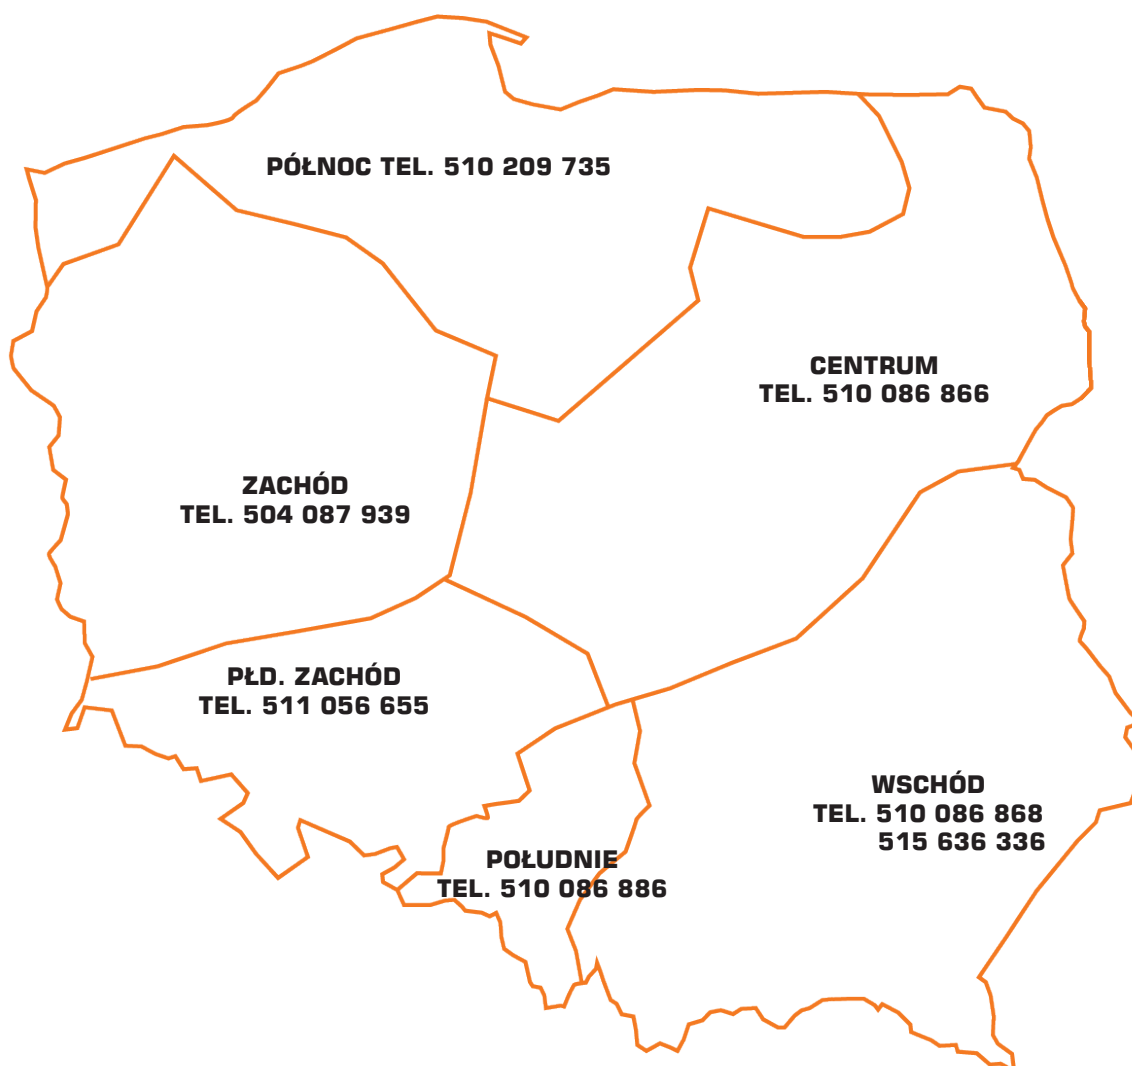 PÓŁNOC TEL. 510 209 735
CENTRUM
TEL. 510 086 866
ZACHÓD
TEL. 504 087 939
PŁD. ZACHÓD
TEL. 511 056 655
WSCHÓD
TEL. 510 086 868
515 636 336
POŁUDNIE
TEL. 510 086 886